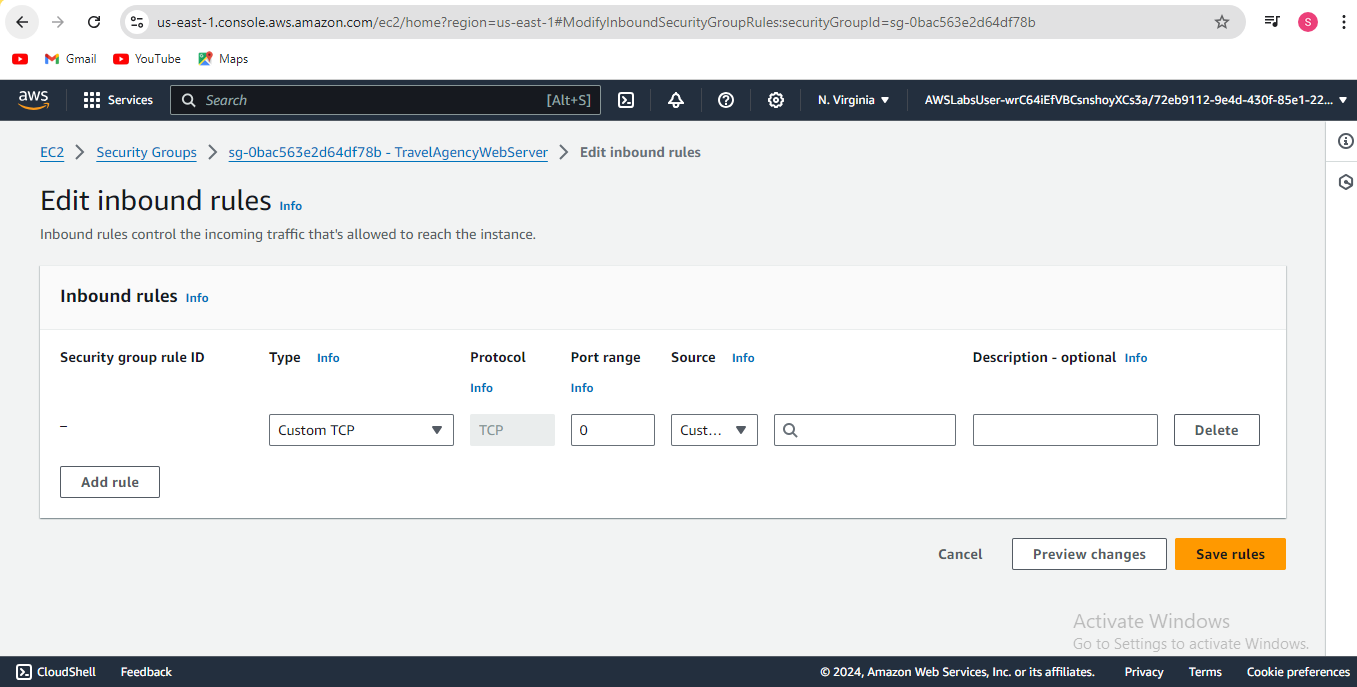 us-east-1.console.aws.amazon.com/ec2/home?region=us-east-1#ModifyInboundSecurityGroupRules:securityGroupId=sg-0bac563e2d64df78b
S
Gmail YouTube Maps
aws Services Search [Alt+S] N. Virginia AWSLabsUser-wrC64iEfVBCsnshoyXCs3a/72eb9112-9e4d-430f-85e1-22...
EC2 Security Groups sg-0bac563e2d64df78b - TravelAgencyWebServer Edit inbound rules
Edit inbound rules Info
Inbound rules control the incoming traffic that's allowed to reach the instance.
Inbound rules Info
Security group rule ID Type Info Protocol Port range Source Info Description - optional Info
Info Info
– Custom TCP TCP 0 Cust... Delete
Add rule
Cancel Preview changes Save rules
Activate Windows
Go to Settings to activate Windows.
CloudShell Feedback © 2024, Amazon Web Services, Inc. or its affiliates. Privacy Terms Cookie preferences